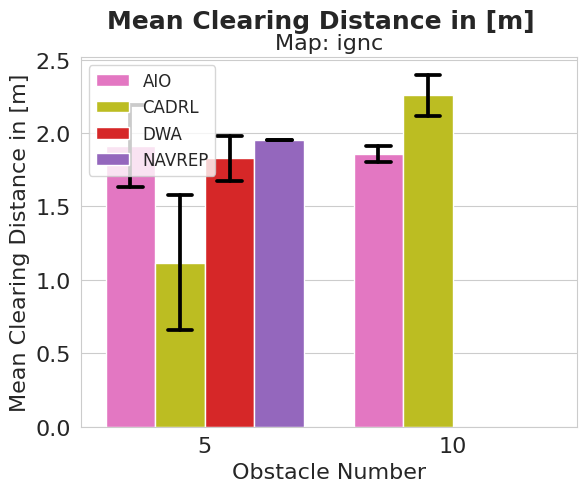 Mean Clearing Distance in [m]
Map: ignc
AIO
CADRL
DWA
NAVREP
2.5
2.0
1.5
1.0
0.5
0.0
Mean Clearing Distance in [m]
5
10
Obstacle Number